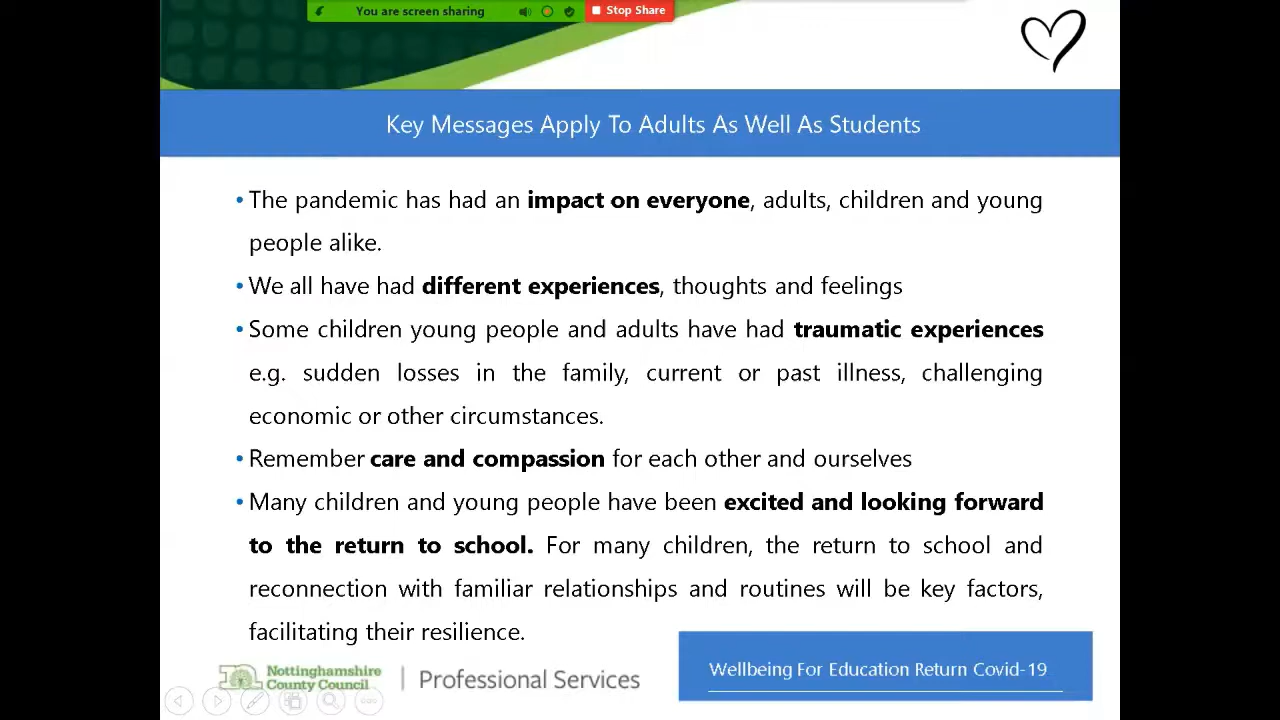 You are screen sharing
Stop Share
Key Messages Apply To Adults As Well As Students
• The pandemic has had an impact on everyone, adults, children and young
people alike.
• We all have had different experiences, thoughts and feelings
• Some children young people and adults have had traumatic experiences
e.g. sudden losses in the family, current or past illness, challenging
economic or other circumstances.
• Remember care and compassion for each other and ourselves
• Many children and young people have been excited and looking forward
to the return to school. For many children, the return to school and
reconnection with familiar relationships and routines will be key factors,
facilitating their resilience.
Nottinghamshire
County Council
Professional Services
Wellbeing For Education Return Covid-19